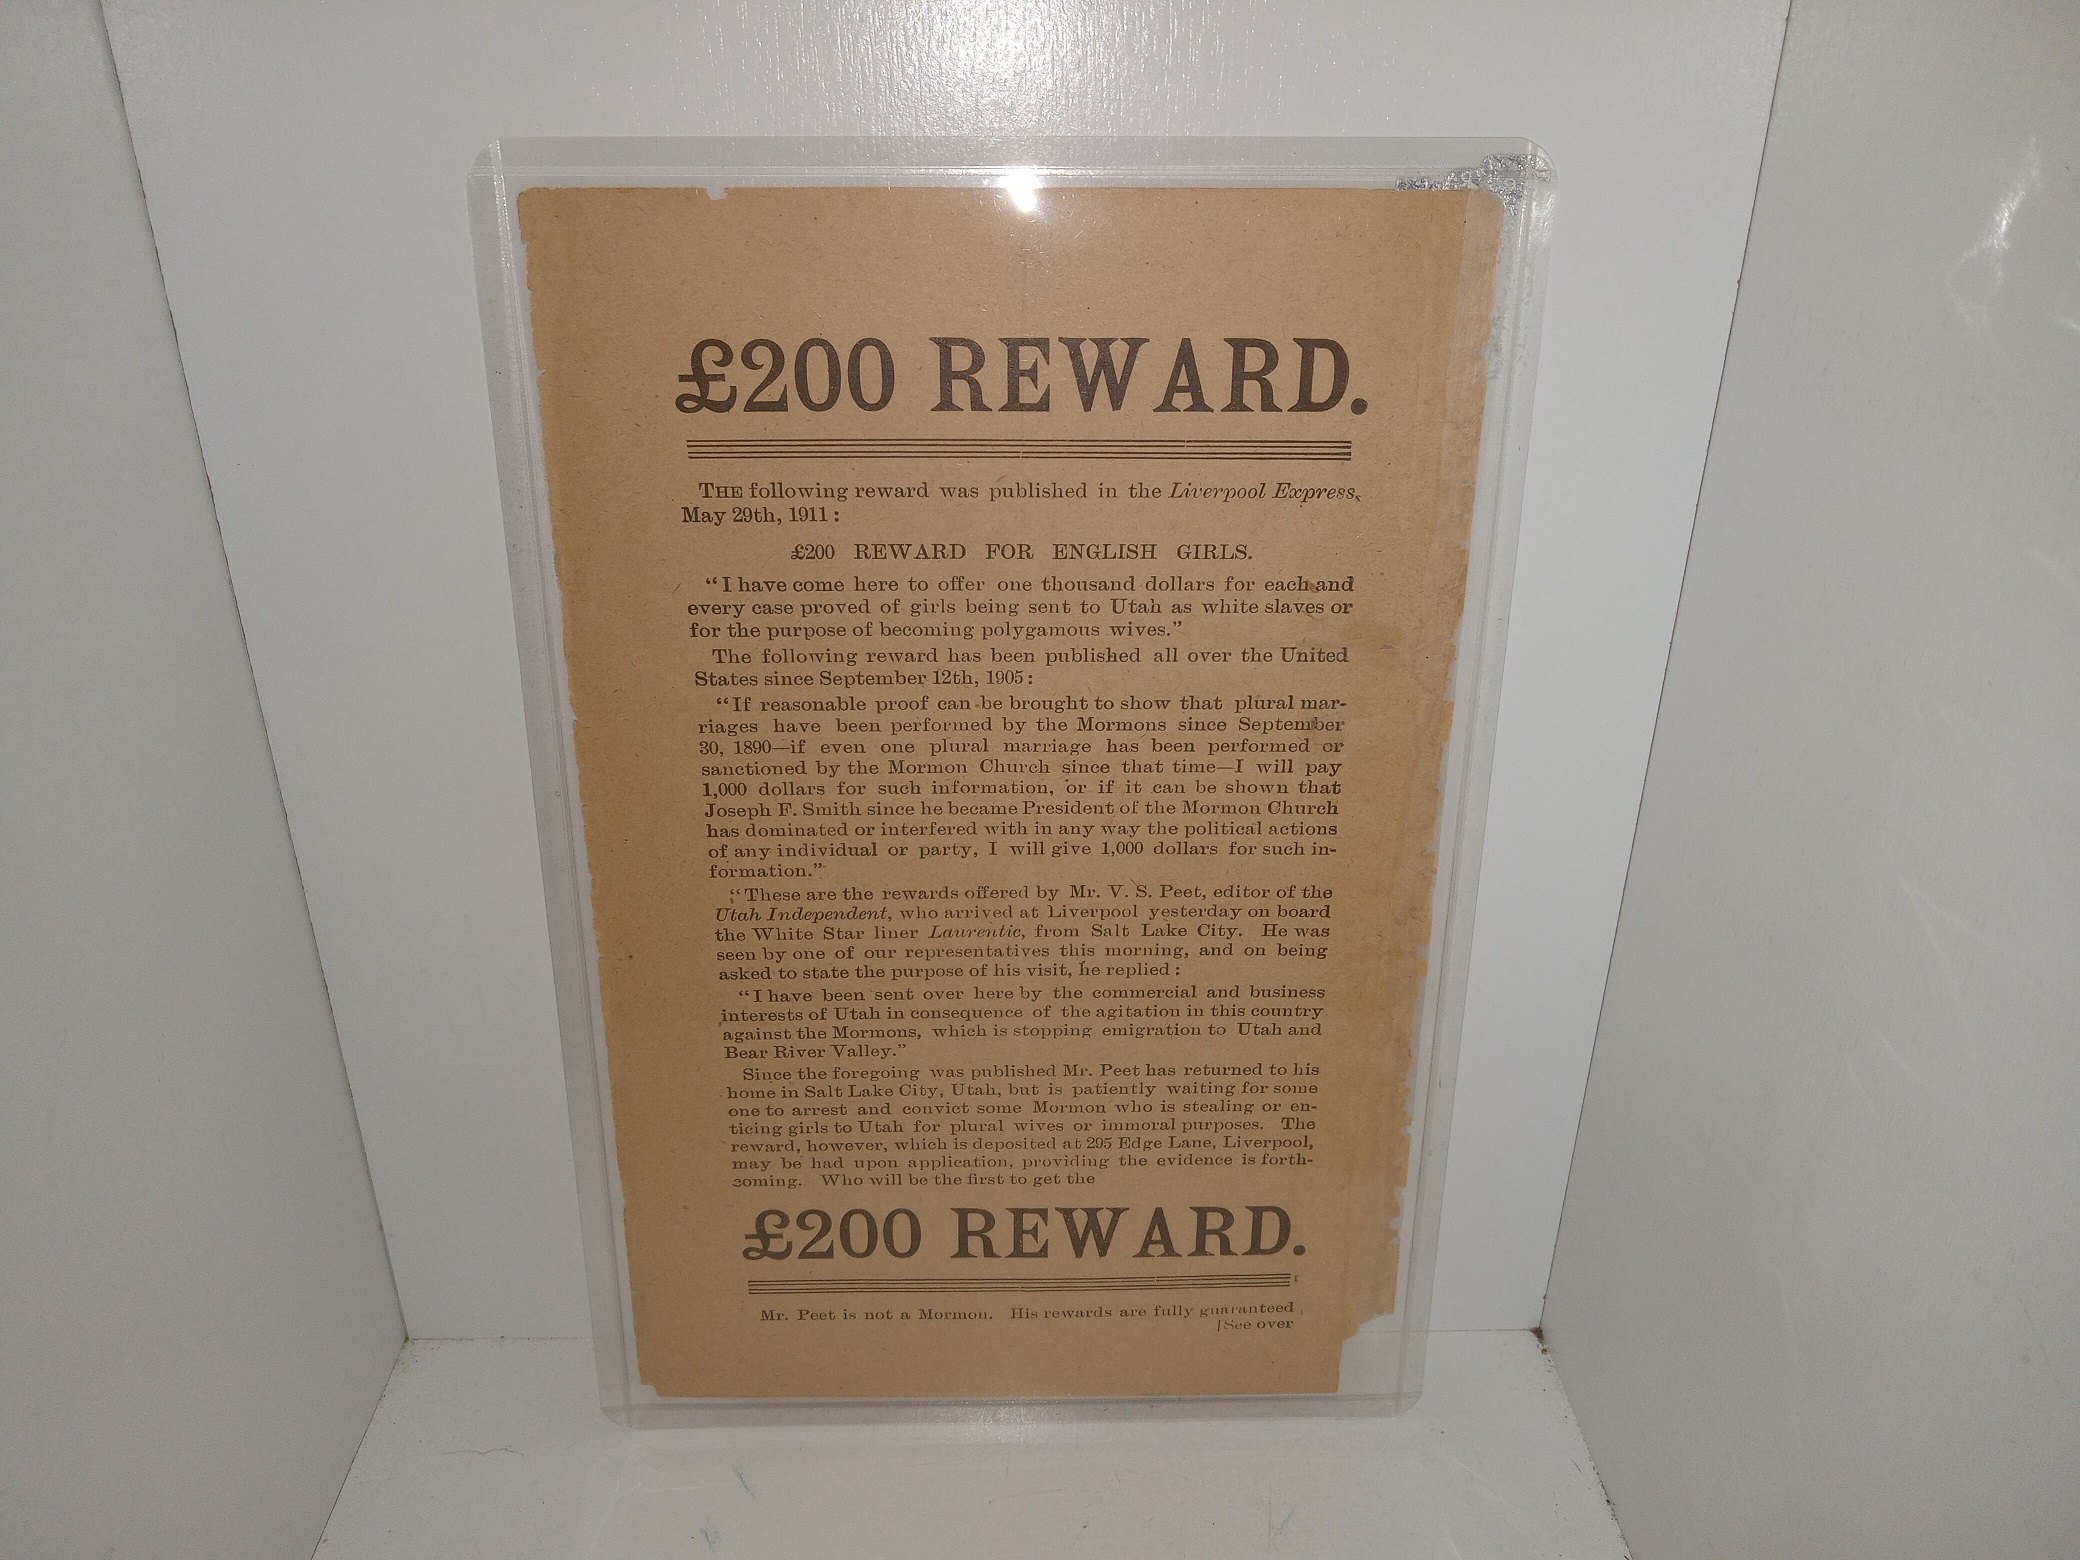 £200 REWARD.
THE following reward was published in the Liverpool Express,
May 29th, 1911:
£200 REWARD FOR ENGLISH GIRLS.
"I have come here to offer one thousand dollars for each and
every case proved of girls being sent to Utah as white slaves or
for the purpose of becoming polygamous wives."
The following reward has been published all over the United
States since September 12th, 1905:
"If reasonable proof can be brought to show that plural mar-
riages have been performed by the Mormons since September
30, 1890—if even one plural marriage has been performed or
sanctioned by the Mormon Church since that time—I will pay
1,000 dollars for such information, or if it can be shown that
Joseph F. Smith since he became President of the Mormon Church
has dominated or interfered with in any way the political actions
of any individual or party, I will give 1,000 dollars for such in-
formation."
"These are the rewards offered by Mr. V. S. Peet, editor of the
Utah Independent, who arrived at Liverpool yesterday on board
the White Star liner Laurentic, from Salt Lake City. He was
seen by one of our representatives this morning, and on being
asked to state the purpose of his visit, he replied:
"I have been sent over here by the commercial and business
interests of Utah in consequence of the agitation in this country
against the Mormons, which is stopping emigration to Utah and
Bear River Valley."
Since the foregoing was published Mr. Peet has returned to his
home in Salt Lake City, Utah, but is patiently waiting for some
one to arrest and convict some Mormon who is stealing or en-
ticing girls to Utah for plural wives or immoral purposes. The
reward, however, which is deposited at 295 Edge Lane, Liverpool,
may be had upon application, providing the evidence is forth-
coming. Who will be the first to get the
£200 REWARD.
Mr. Peet is not a Mormon. His rewards are fully guaranteed
[See over